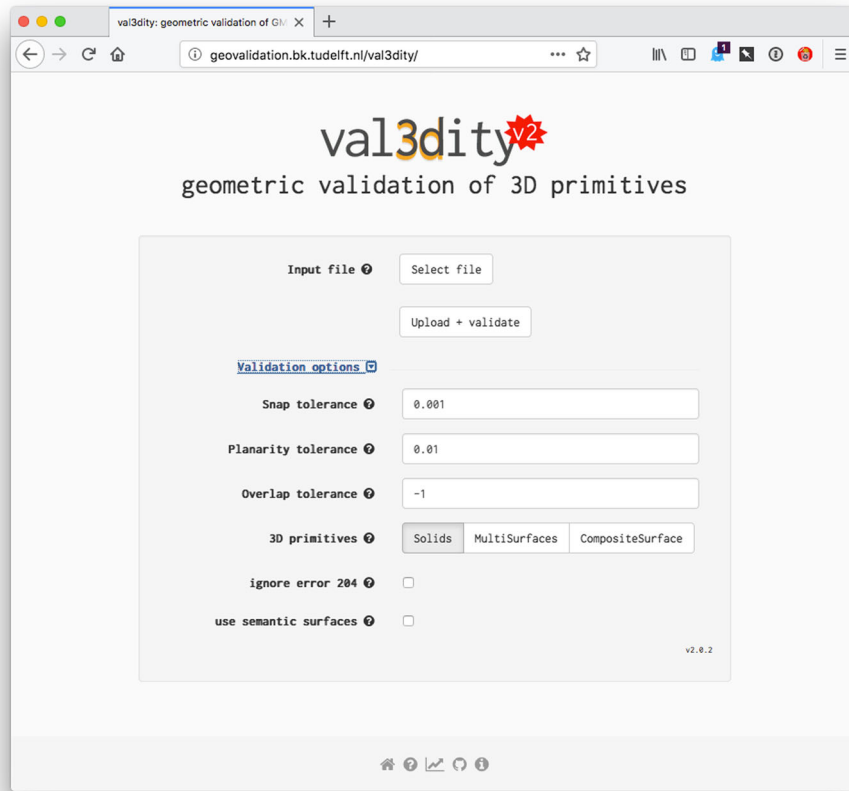 val3dity: geometric validation of GM
geovalidation.bk.tudelft.nl/val3dity/
1
val3dity v2
geometric validation of 3D primitives
Input file
Select file
Upload + validate
Validation options
Snap tolerance
0.001
Planarity tolerance
0.01
Overlap tolerance
-1
3D primitives
Solids MultiSurfaces CompositeSurface
ignore error 204
use semantic surfaces
v2.0.2